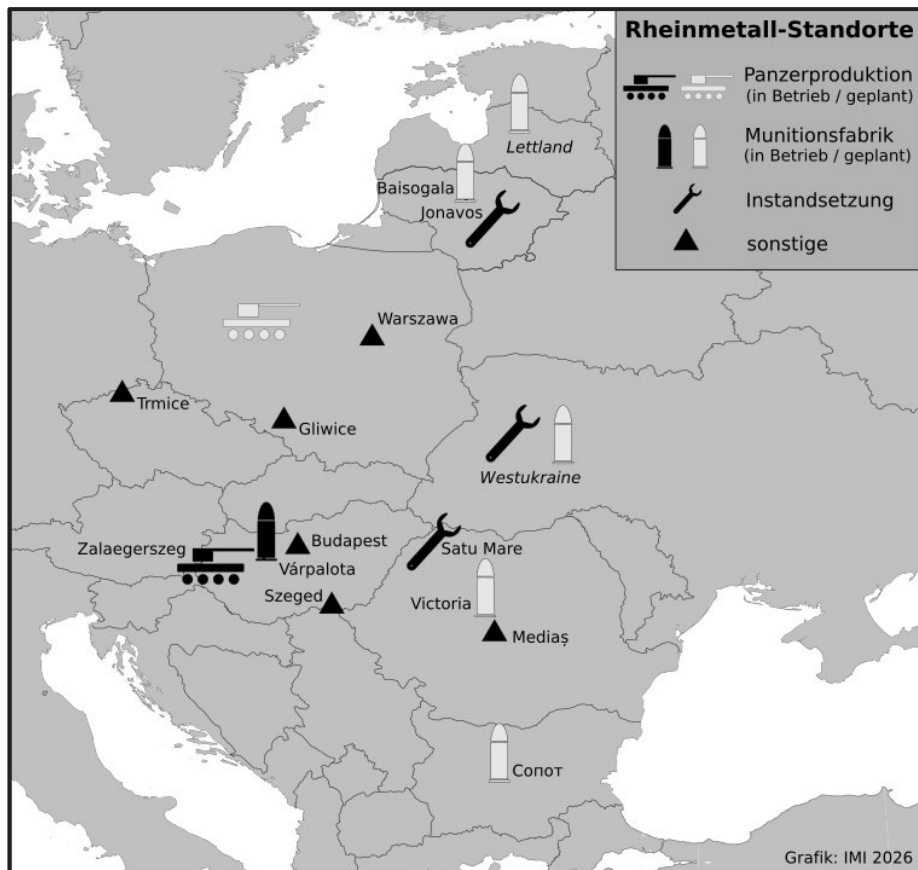 Rheinmetall-Standorte
Panzerproduktion
(in Betrieb / geplant)
Munitionsfabrik
(in Betrieb / geplant)
Instandsetzung
sonstige
Lettland
Baisogala
Jonavos
Warszawa
Trmice
Gliwice
Westukraine
Zalaegerszeg
Budapest
Várpalota
Satu Mare
Szeged
Victoria
Mediaș
Сопот
Grafik: IMI 2026